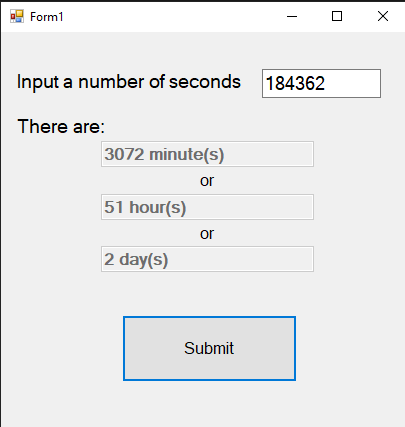 Form1
Input a number of seconds 184362
There are:
3072 minute(s)
or
51 hour(s)
or
2 day(s)
Submit